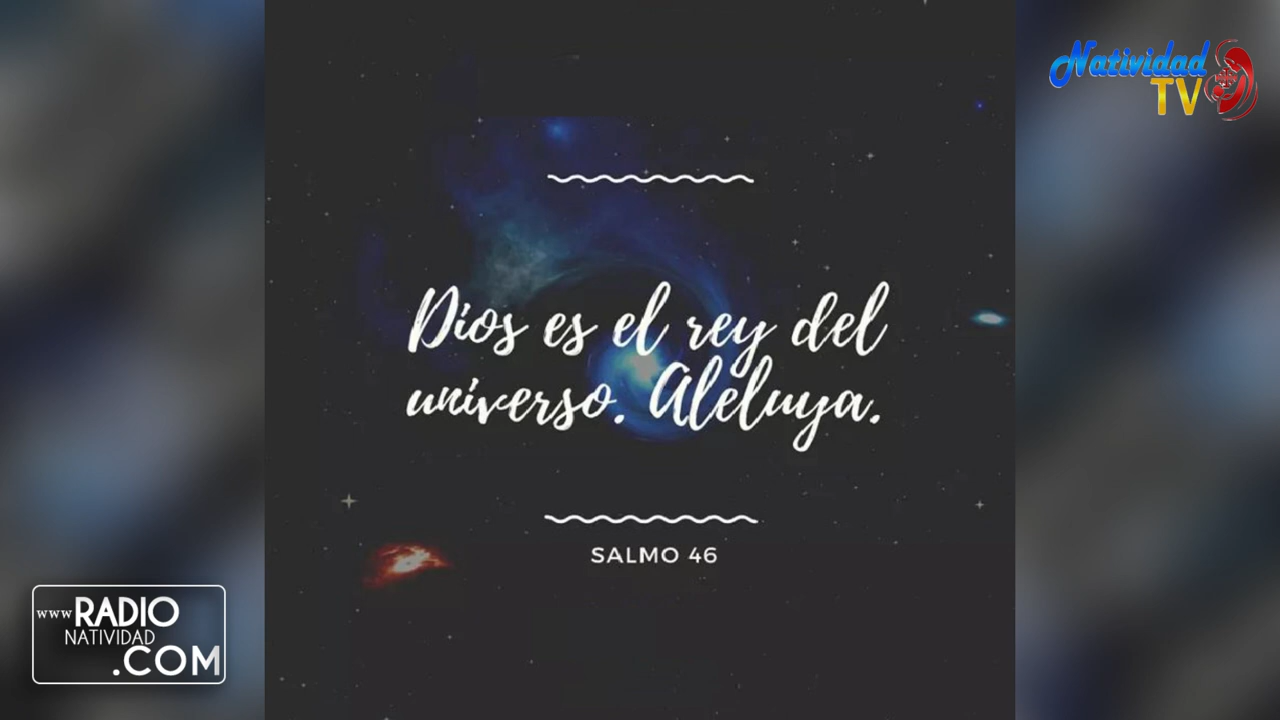 Natividad
TV
Dios es el rey del
universo. Aleluya.
SALMO 46
www RADIO
NATIVIDAD
.COM